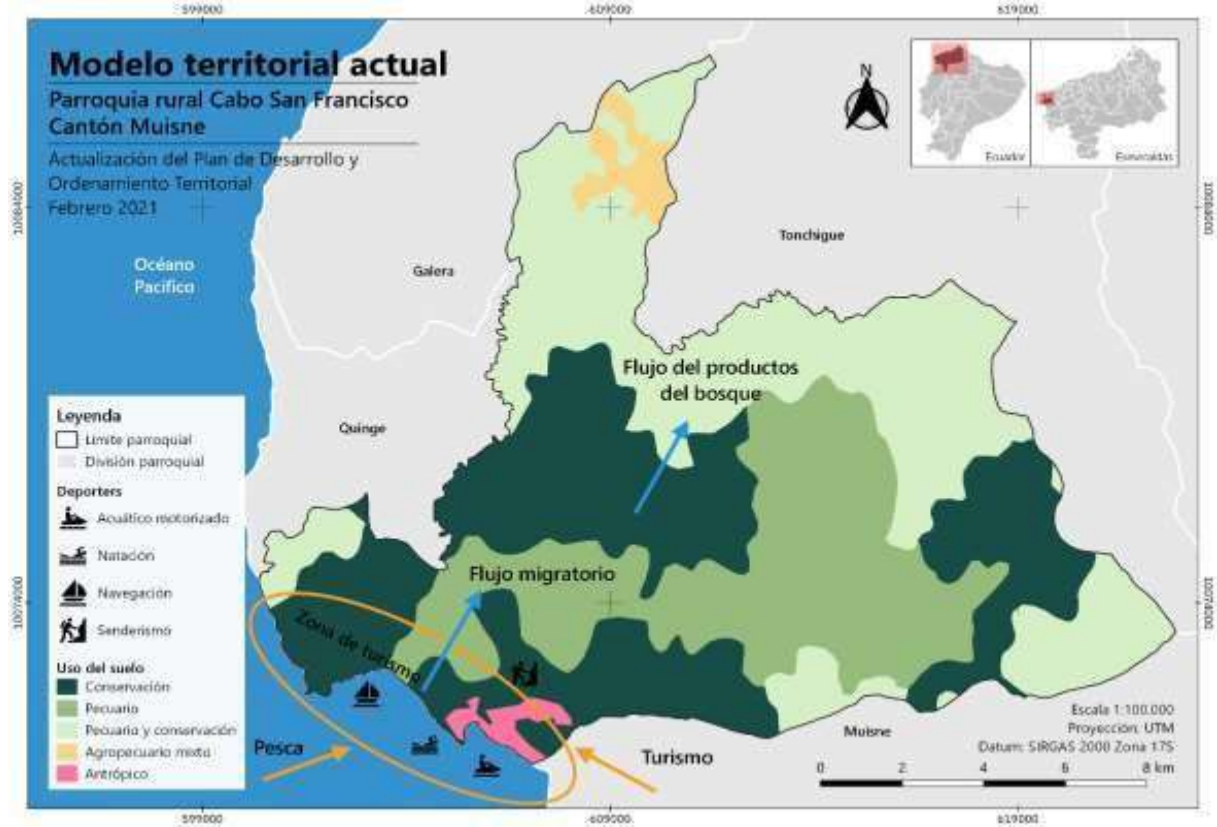 599000
609000
619000
Modelo territorial actual
Parroquia rural Cabo San Francisco
Cantón Muisne
Actualización del Plan de Desarrollo y
Ordenamiento Territorial
Febrero 2021
N
Ecuador
Esmeraldas
10084000
10084000
Océano
Pacífico
Galera
Tonchigue
Quinge
Flujo del productos
del bosque
Flujo migratorio
Zona de turismo
Pesca
Turismo
Muisne
Leyenda
Límite parroquial
División parroquial
Deporters
Acuático motorizado
Natación
Navegación
Senderismo
Uso del suelo
Conservación
Pecuario
Pecuario y conservación
Agropecuario mixto
Antrópico
10074000
10074000
Escala 1:100.000
Proyección: UTM
Datum: SIRGAS 2000 Zona 17S
0 2 4 6 8 km
599000
609000
619000